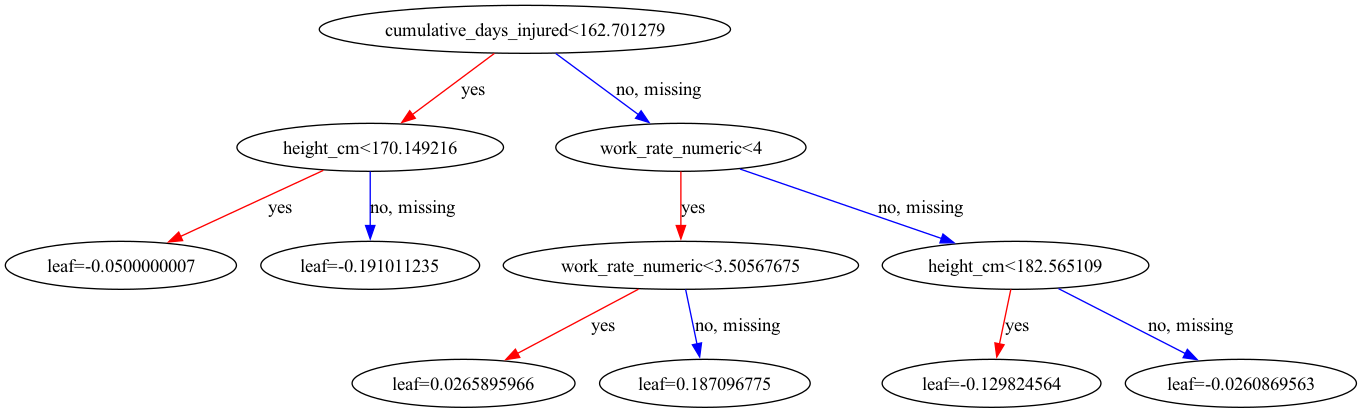 cumulative_days_injured<162.701279
yes
no, missing
height_cm<170.149216
work_rate_numeric<4
yes
no, missing
yes
no, missing
leaf=-0.0500000007
leaf=-0.191011235
work_rate_numeric<3.50567675
height_cm<182.565109
yes
no, missing
yes
no, missing
leaf=0.0265895966
leaf=0.187096775
leaf=-0.129824564
leaf=-0.0260869563